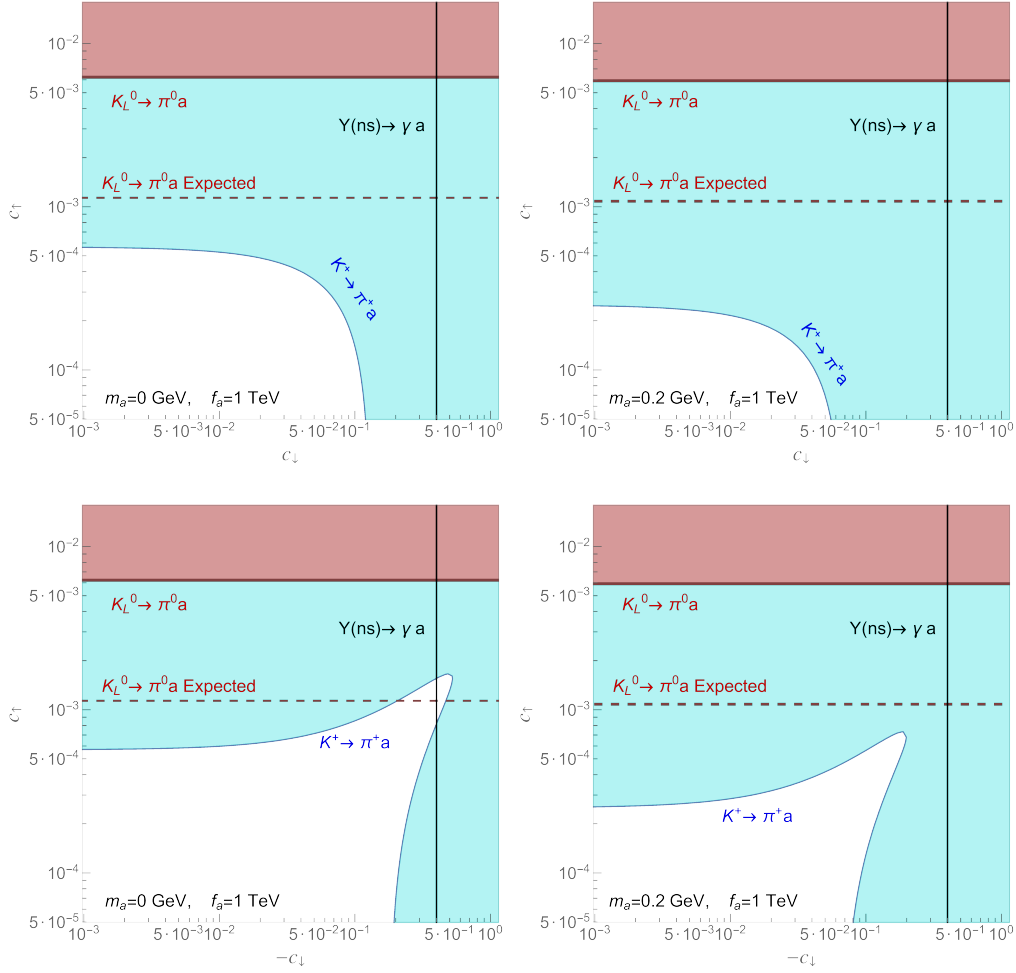 10⁻²
5·10⁻³
10⁻³
5·10⁻⁴
10⁻⁴
5·10⁻⁵
c↑
K_L⁰→ π⁰a
Υ(ns)→ γ a
K_L⁰→ π⁰a Expected
K⁺→ π⁺a
m_a=0 GeV, f_a=1 TeV
10⁻³ 5·10⁻³10⁻² 5·10⁻²10⁻¹ 5·10⁻¹ 10⁰
c↓
10⁻²
5·10⁻³
10⁻³
5·10⁻⁴
10⁻⁴
5·10⁻⁵
c↑
K_L⁰→ π⁰a
Υ(ns)→ γ a
K_L⁰→ π⁰a Expected
K⁺→ π⁺a
m_a=0.2 GeV, f_a=1 TeV
10⁻³ 5·10⁻³10⁻² 5·10⁻²10⁻¹ 5·10⁻¹ 10⁰
c↓
10⁻²
5·10⁻³
10⁻³
5·10⁻⁴
10⁻⁴
5·10⁻⁵
c↑
K_L⁰→ π⁰a
Υ(ns)→ γ a
K_L⁰→ π⁰a Expected
K⁺→ π⁺a
m_a=0 GeV, f_a=1 TeV
10⁻³ 5·10⁻³10⁻² 5·10⁻²10⁻¹ 5·10⁻¹ 10⁰
−c↓
10⁻²
5·10⁻³
10⁻³
5·10⁻⁴
10⁻⁴
5·10⁻⁵
c↑
K_L⁰→ π⁰a
Υ(ns)→ γ a
K_L⁰→ π⁰a Expected
K⁺→ π⁺a
m_a=0.2 GeV, f_a=1 TeV
10⁻³ 5·10⁻³10⁻² 5·10⁻²10⁻¹ 5·10⁻¹ 10⁰
−c↓